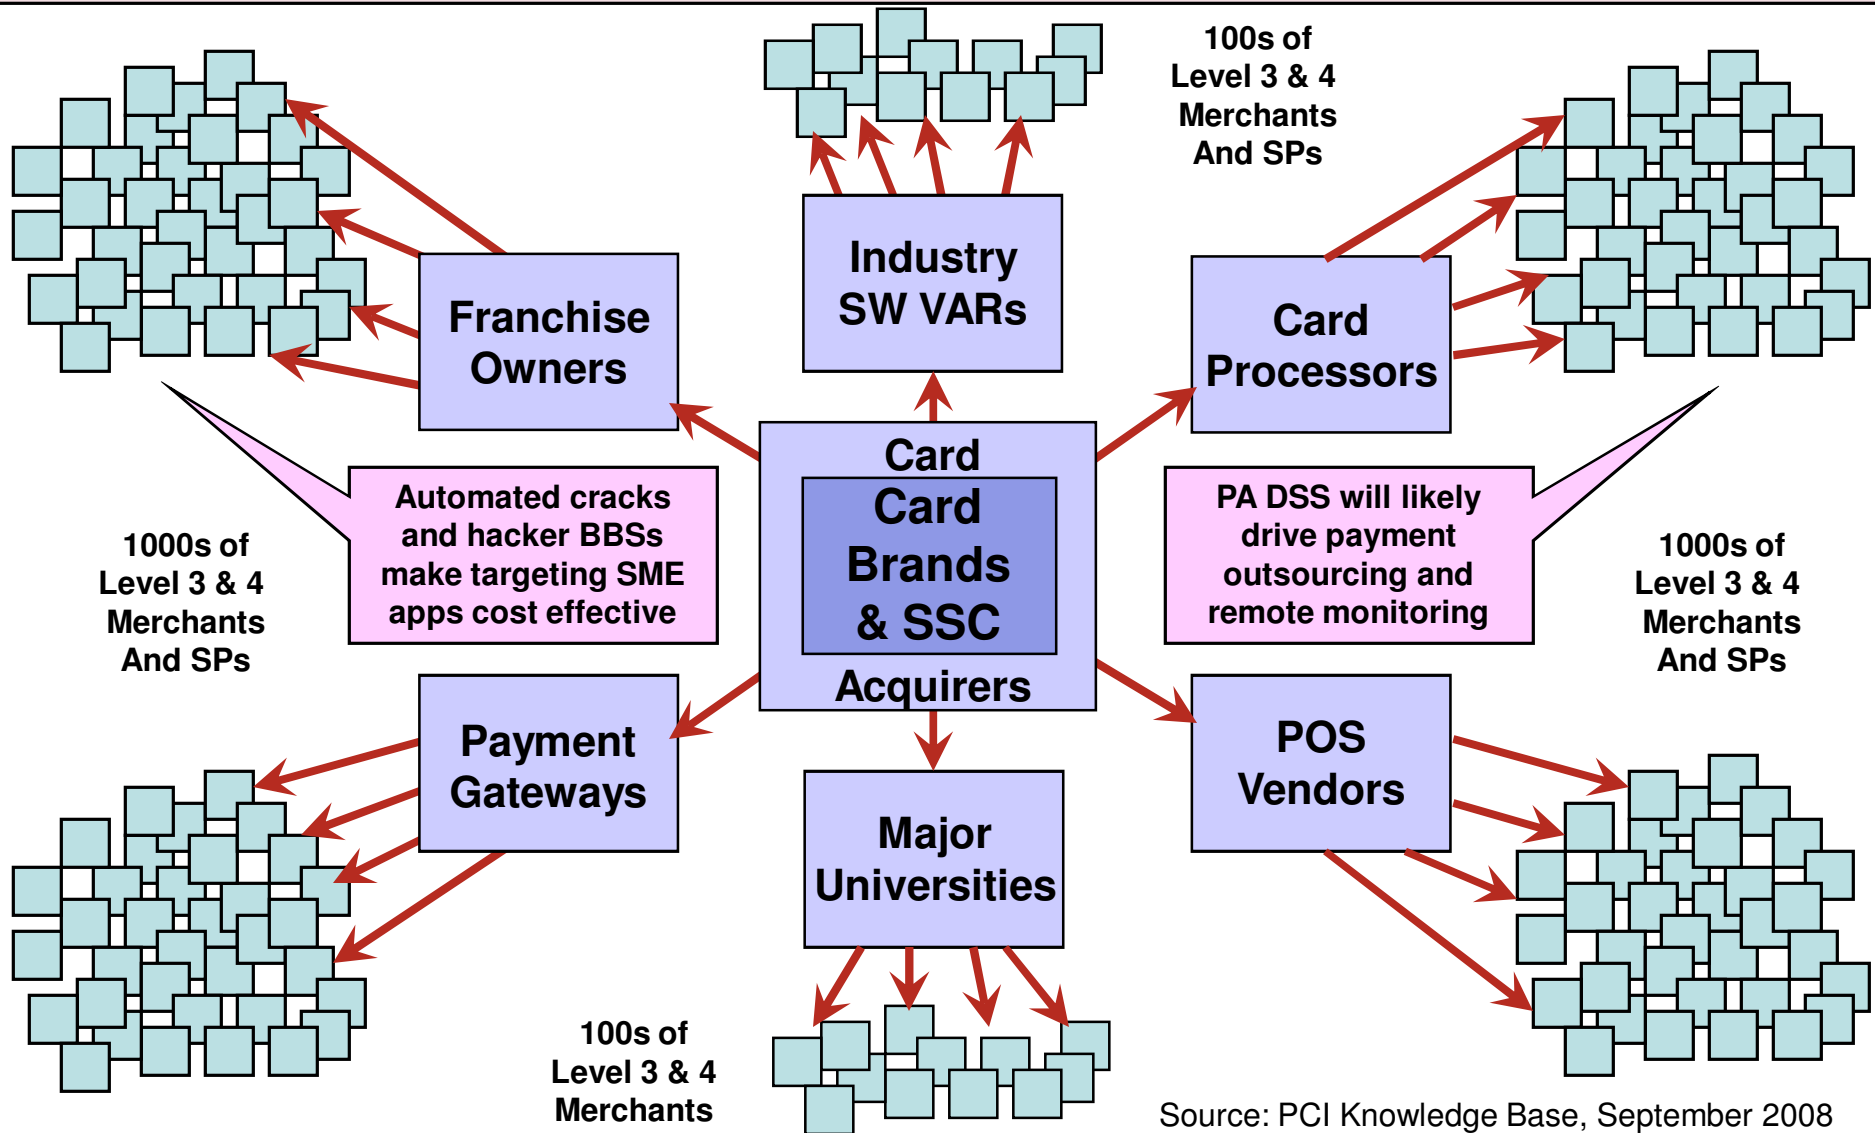 100s of
Level 3 & 4
Merchants
And SPs
Industry
SW VARs
Franchise
Owners
Card
Processors
Card
Card
Brands
& SSC
Acquirers
Automated cracks
and hacker BBSs
make targeting SME
apps cost effective
PA DSS will likely
drive payment
outsourcing and
remote monitoring
1000s of
Level 3 & 4
Merchants
And SPs
1000s of
Level 3 & 4
Merchants
And SPs
Payment
Gateways
Major
Universities
POS
Vendors
100s of
Level 3 & 4
Merchants
Source: PCI Knowledge Base, September 2008